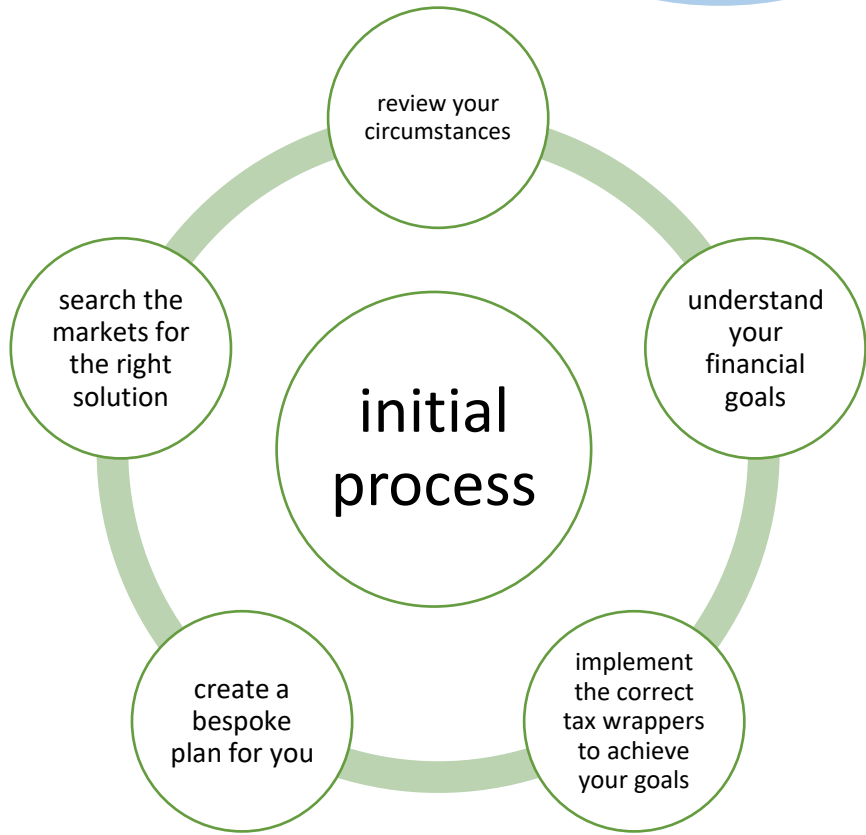 review your
circumstances
understand
your
financial
goals
implement
the correct
tax wrappers
to achieve
your goals
create a
bespoke
plan for you
search the
markets for
the right
solution
initial
process